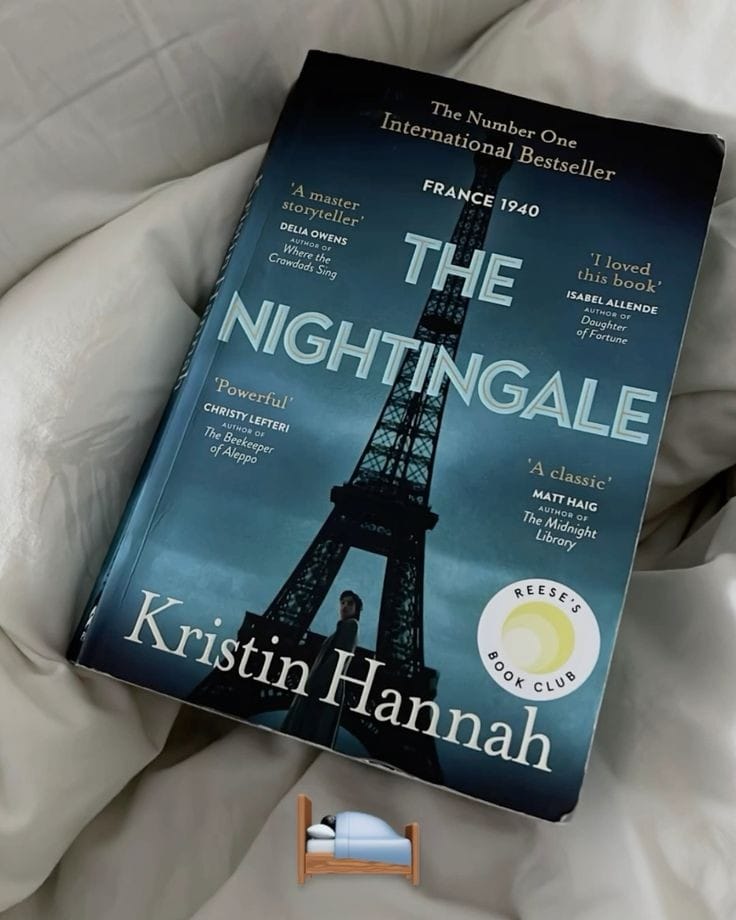 The Number One
International Bestseller
FRANCE 1940
'A master
storyteller'
DELIA OWENS
AUTHOR OF
Where the
Crawdads Sing
THE
'I loved
this book'
ISABEL ALLENDE
AUTHOR OF
Daughter
of Fortune
NIGHTINGALE
'Powerful'
CHRISTY LEFTERI
AUTHOR OF
The Beekeeper
of Aleppo
'A classic'
MATT HAIG
AUTHOR OF
The Midnight
Library
REESE'S
BOOK CLUB
Kristin Hannah